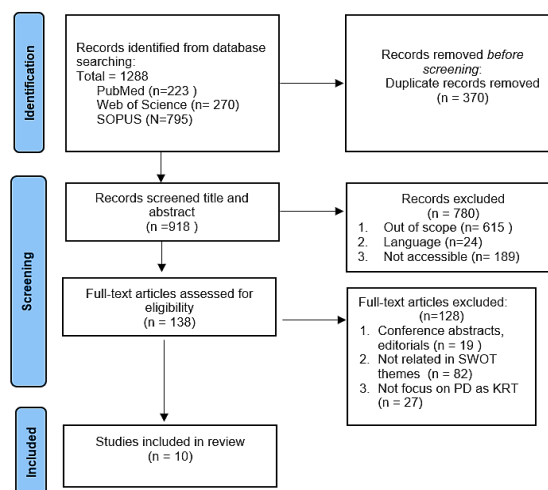 Identification
Records identified from database
searching:
Total = 1288
PubMed (n=223 )
Web of Science (n= 270)
SOPUS (N=795)
Records removed before
screening:
Duplicate records removed
(n = 370)
Screening
Records screened title and
abstract
(n =918 )
Records excluded
(n = 780)
1. Out of scope (n= 615 )
2. Language (n=24)
3. Not accessible (n= 189)
Full-text articles assessed for
eligibility
(n = 138)
Full-text articles excluded:
(n=128)
1. Conference abstracts,
editorials (n = 19 )
2. Not related in SWOT
themes (n = 82)
3. Not focus on PD as KRT
(n = 27)
Included
Studies included in review
(n = 10)